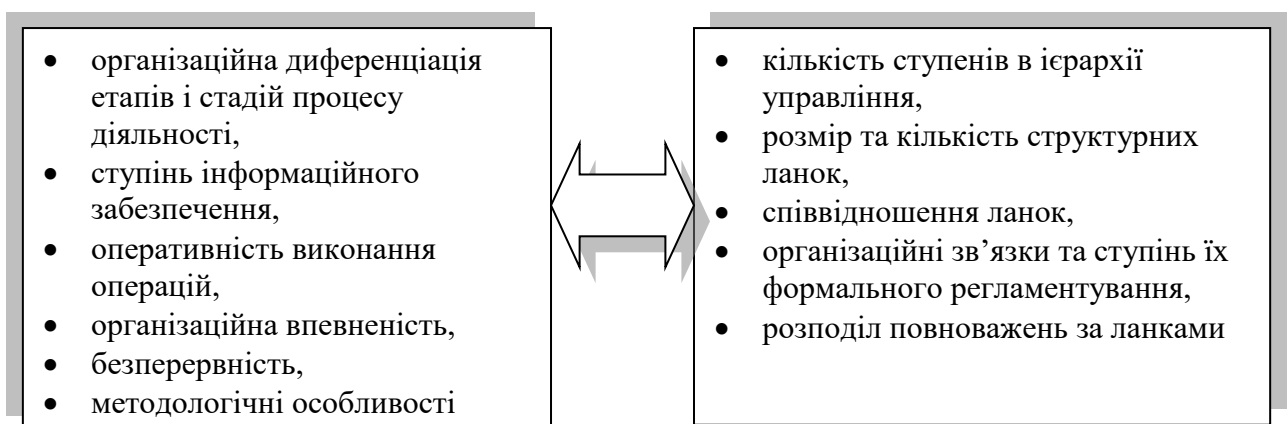 • організаційна диференціація
етапів і стадій процесу
діяльності,
• ступінь інформаційного
забезпечення,
• оперативність виконання
операцій,
• організаційна впевненість,
• безперервність,
• методологічні особливості
• кількість ступенів в ієрархії
управління,
• розмір та кількість структурних
ланок,
• співвідношення ланок,
• організаційні зв’язки та ступінь їх
формального регламентування,
• розподіл повноважень за ланками